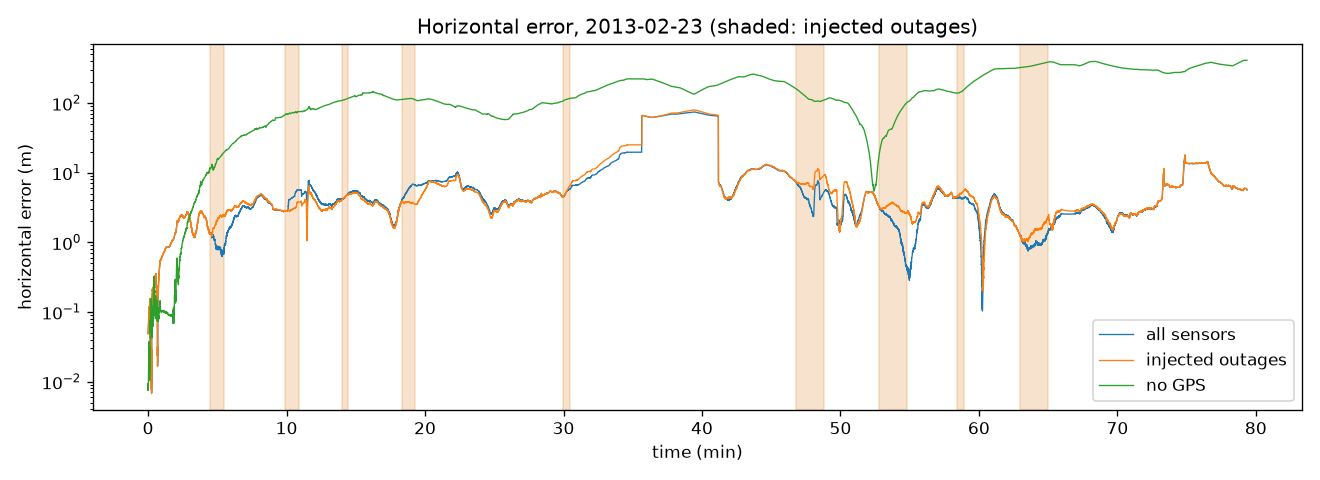 Horizontal error, 2013-02-23 (shaded: injected outages)
horizontal error (m)
10²
10¹
10⁰
10⁻¹
10⁻²
0 10 20 30 40 50 60 70 80
time (min)
all sensors
injected outages
no GPS